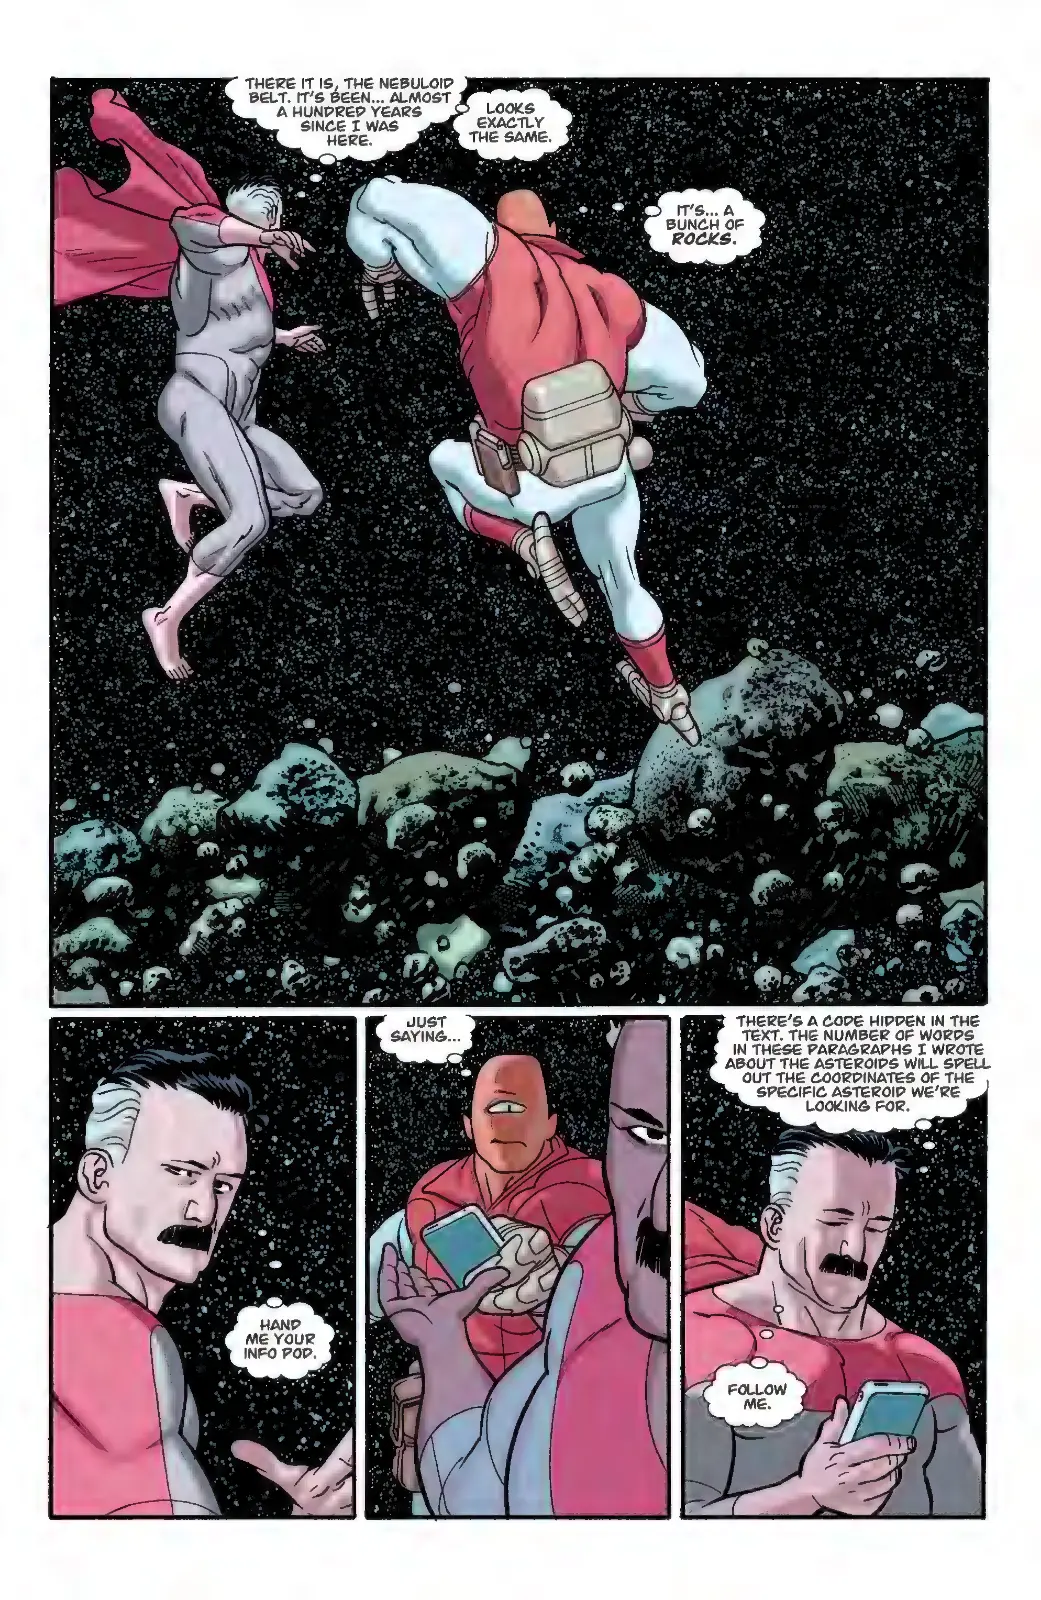 THERE IT IS, THE NEBULOID
BELT. IT'S BEEN... ALMOST
A HUNDRED YEARS
SINCE I WAS
HERE.
LOOKS
EXACTLY
THE SAME.
IT'S... A
BUNCH OF
ROCKS.
HAND
ME YOUR
INFO POD.
JUST
SAYING...
THERE'S A CODE HIDDEN IN THE
TEXT. THE NUMBER OF WORDS
IN THESE PARAGRAPHS I WROTE
ABOUT THE ASTEROIDS WILL SPELL
OUT THE COORDINATES OF THE
SPECIFIC ASTEROID WE'RE
LOOKING FOR.
FOLLOW
ME.